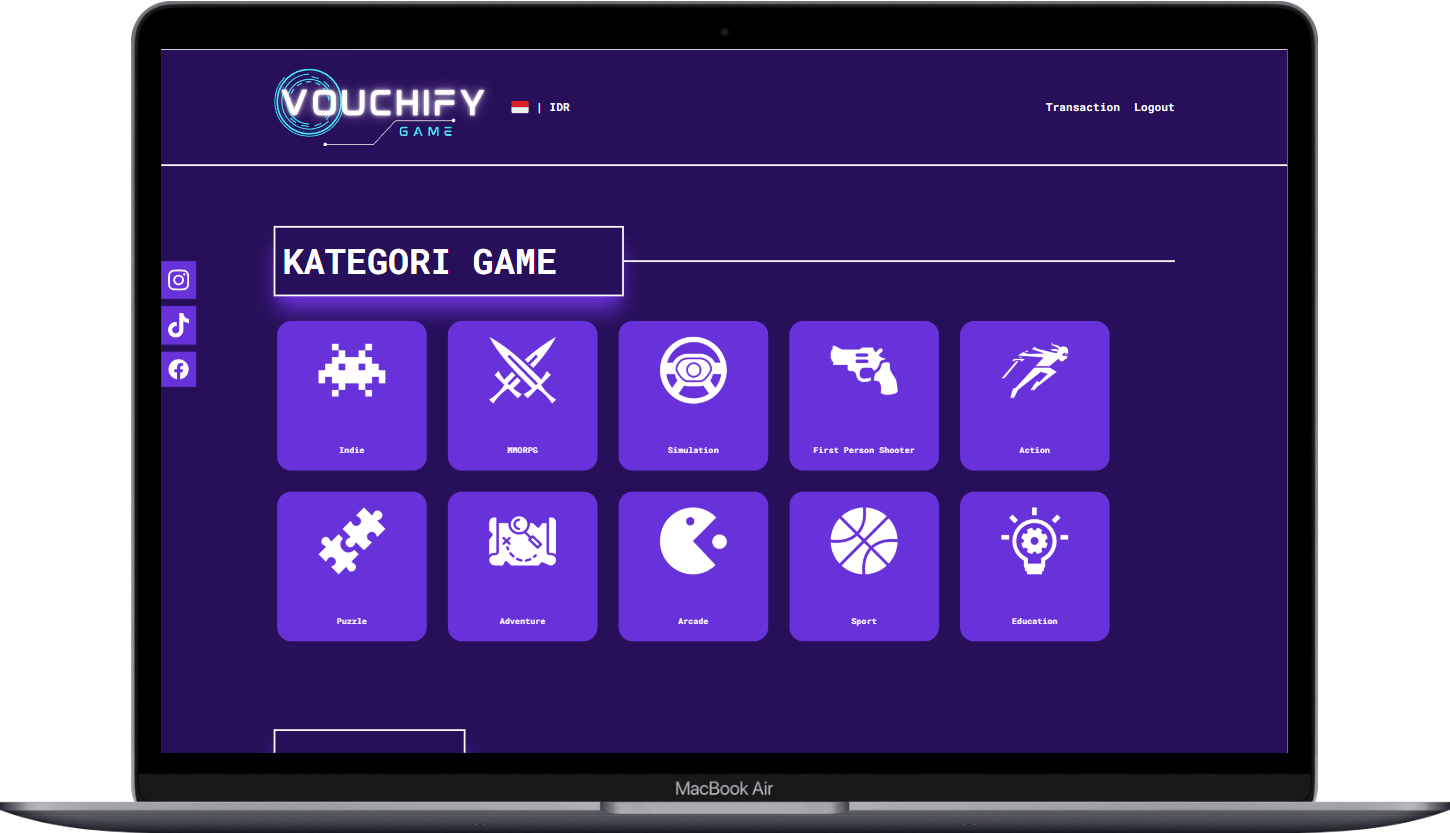 VOUCHIFY
GAME
| IDR
Transaction Logout
KATEGORI GAME
Indie
MMORPG
Simulation
First Person Shooter
Action
Puzzle
Adventure
Arcade
Sport
Education
MacBook Air